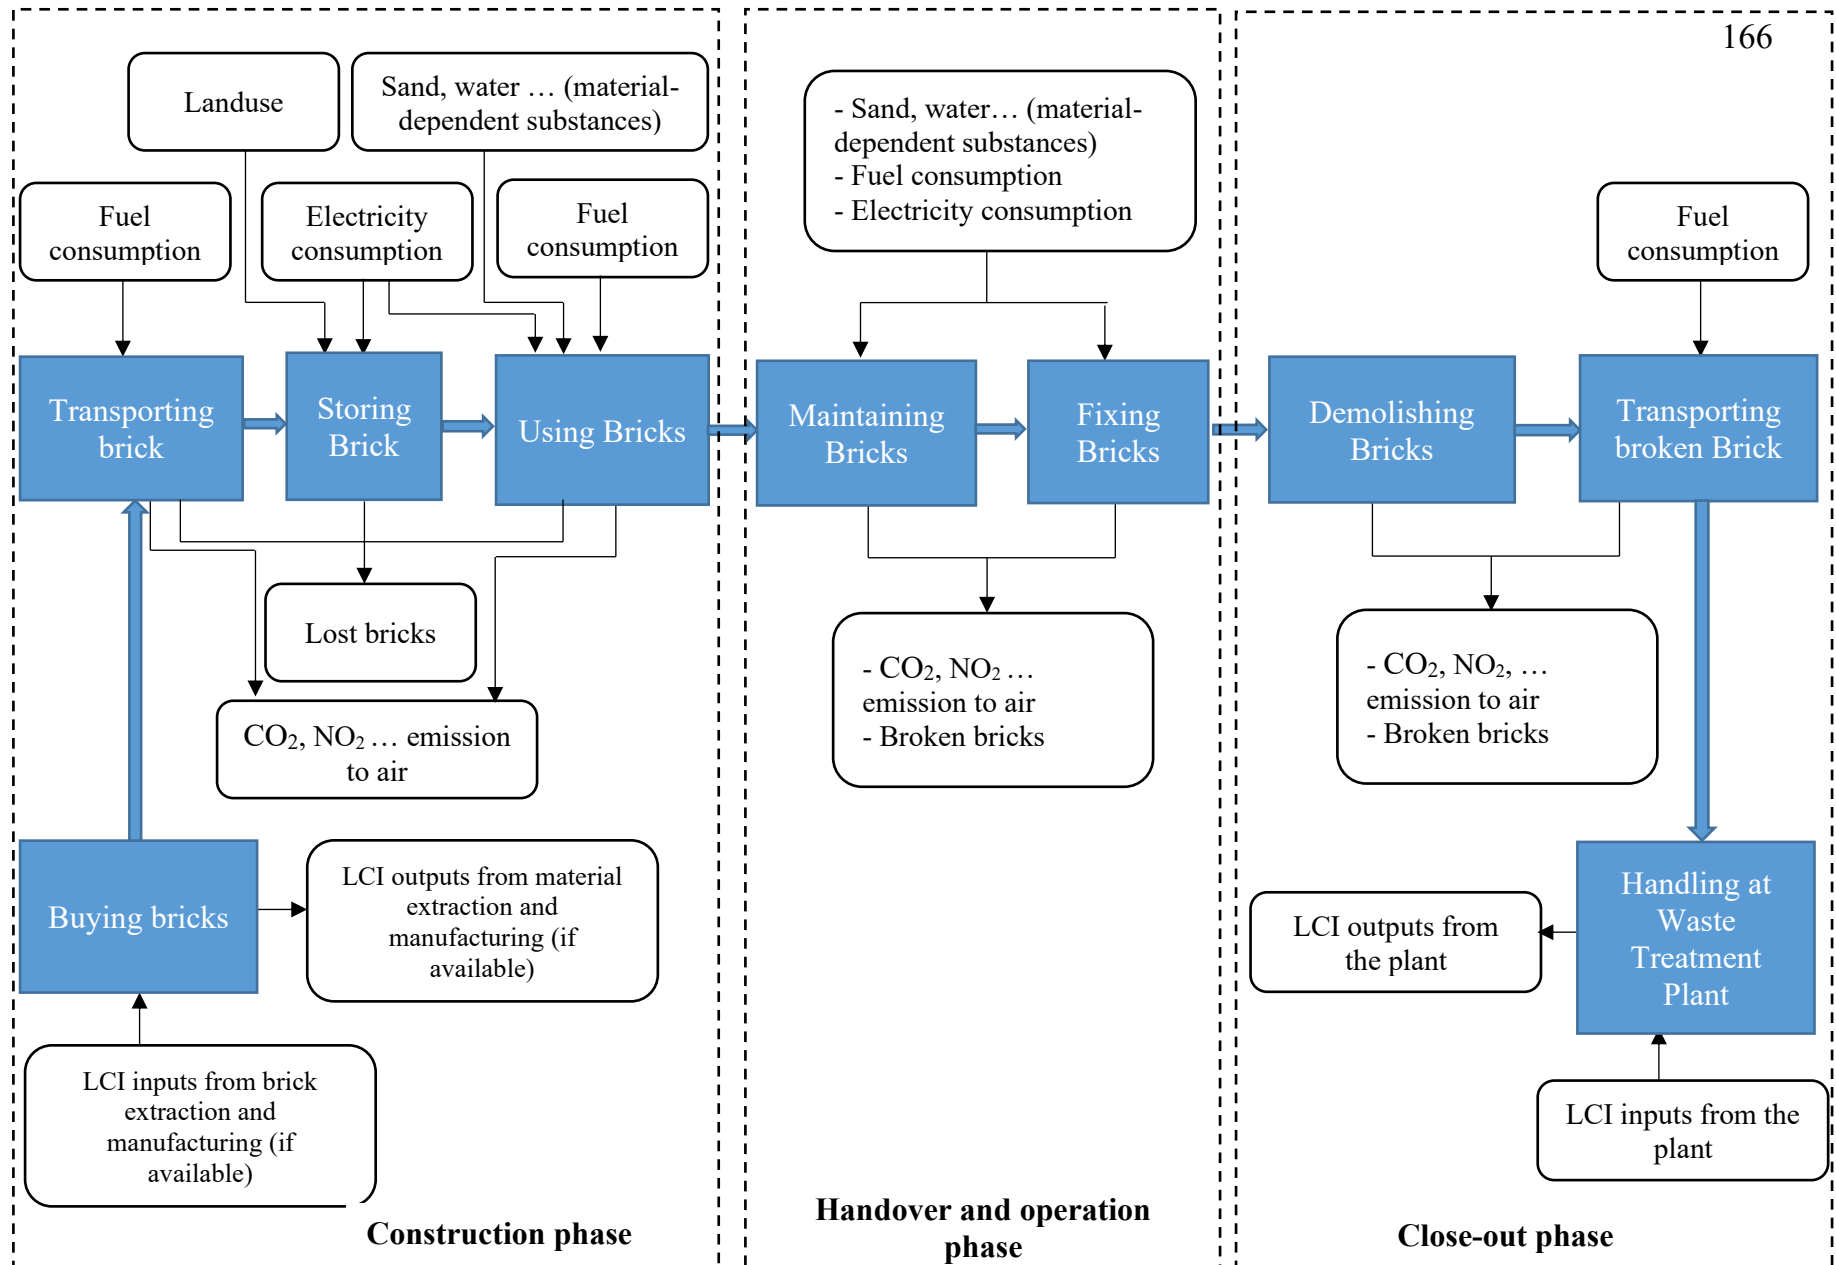 166
Landuse
Sand, water … (material-
dependent substances)
Fuel
consumption
Electricity
consumption
Fuel
consumption
Transporting
brick
Storing
Brick
Using Bricks
Lost bricks
CO₂, NO₂ … emission
to air
Buying bricks
LCI outputs from material
extraction and
manufacturing (if
available)
LCI inputs from brick
extraction and
manufacturing (if
available)
Construction phase
- Sand, water… (material-
dependent substances)
- Fuel consumption
- Electricity consumption
Maintaining
Bricks
Fixing
Bricks
- CO₂, NO₂ …
emission to air
- Broken bricks
Handover and operation
phase
Fuel
consumption
Demolishing
Bricks
Transporting
broken Brick
- CO₂, NO₂, …
emission to air
- Broken bricks
Handling at
Waste
Treatment
Plant
LCI outputs from
the plant
LCI inputs from the
plant
Close-out phase